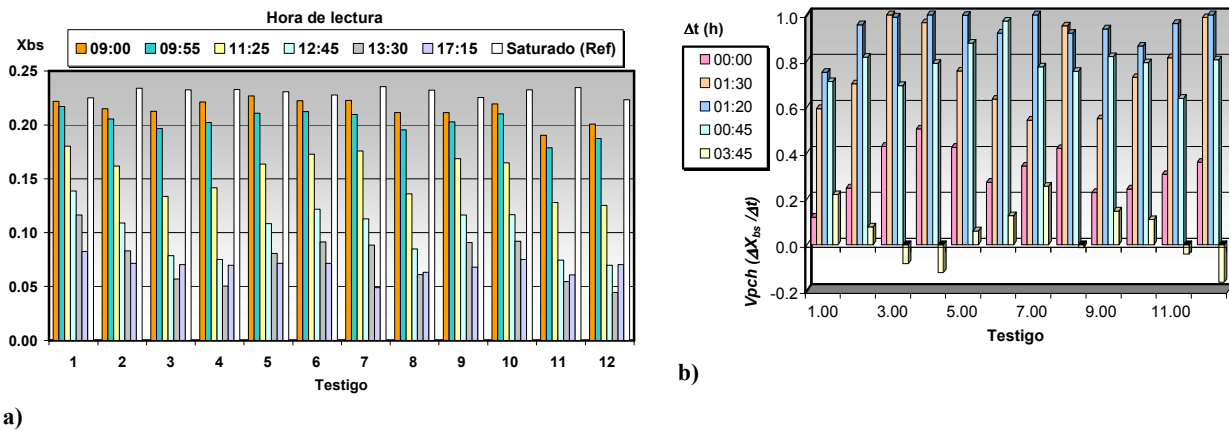 Hora de lectura
Xbs
09:00 09:55 11:25 12:45 13:30 17:15 Saturado (Ref)
0.25
0.20
0.15
0.10
0.05
0.00
1 2 3 4 5 6 7 8 9 10 11 12
Testigo
a)
Δt (h)
00:00
01:30
01:20
00:45
03:45
Vpch (ΔXbs /Δt)
1.0
0.8
0.6
0.4
0.2
0.0
-0.2
1.00 3.00 5.00 7.00 9.00 11.00
Testigo
b)